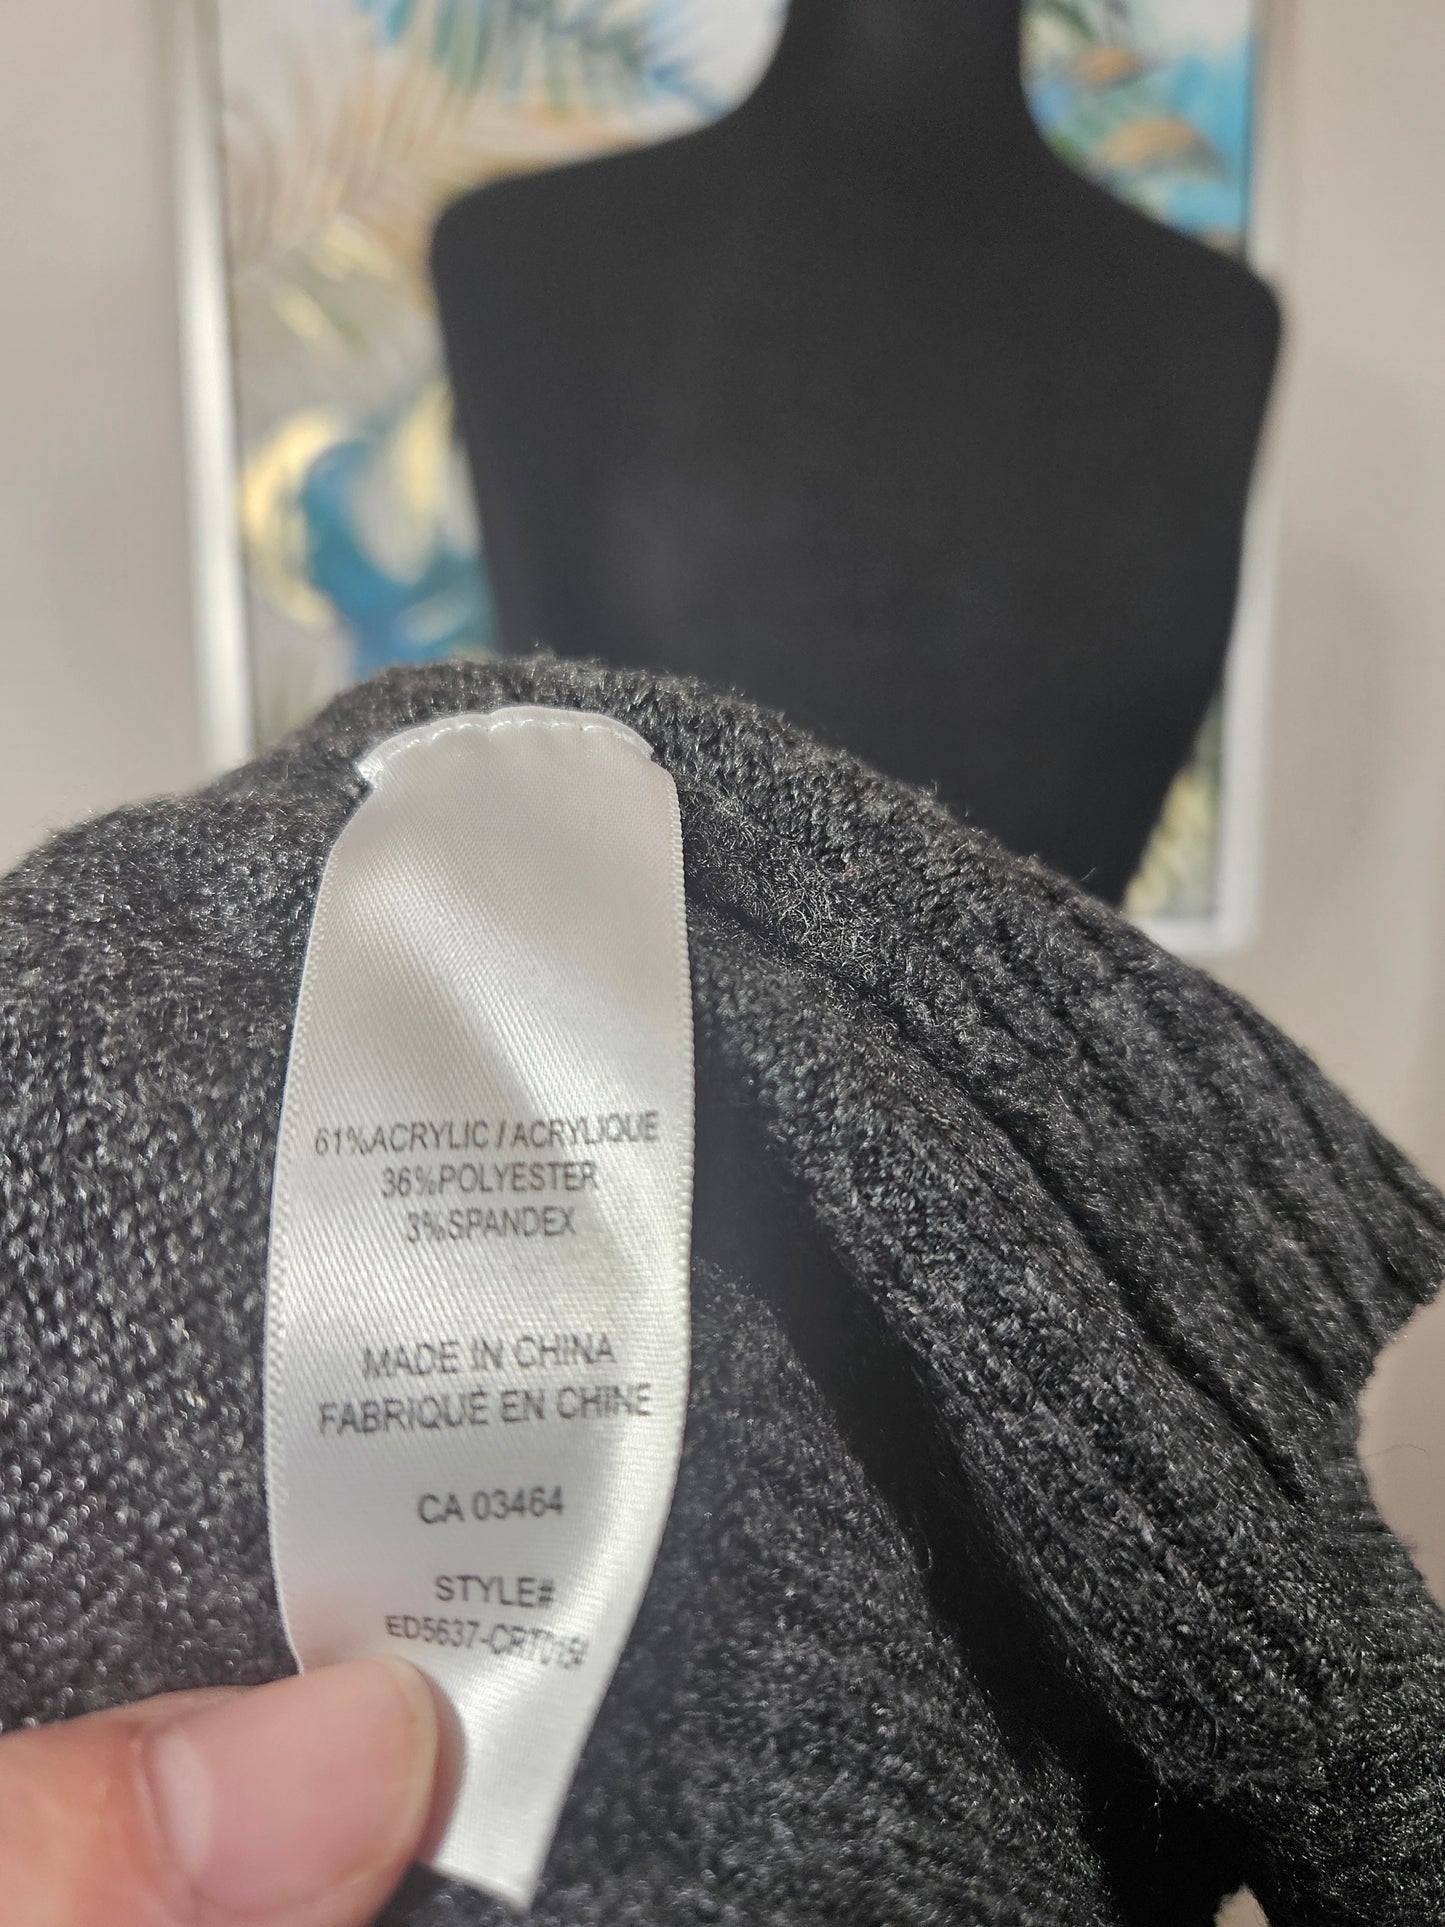 61%ACRYLIC / ACRYLIQUE
36%POLYESTER
3%SPANDEX
MADE IN CHINA
FABRIQUÉ EN CHINE
CA 03464
STYLE#